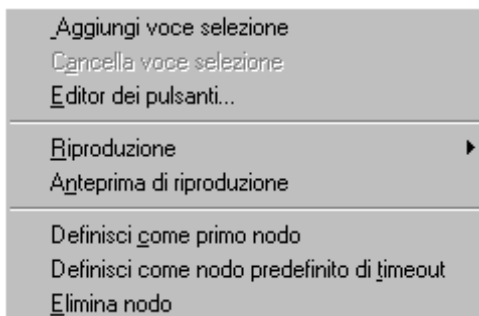 Aggiungi voce selezione
Cancella voce selezione
Editor dei pulsanti...
Riproduzione
Anteprima di riproduzione
Definisci come primo nodo
Definisci come nodo predefinito di timeout
Elimina nodo